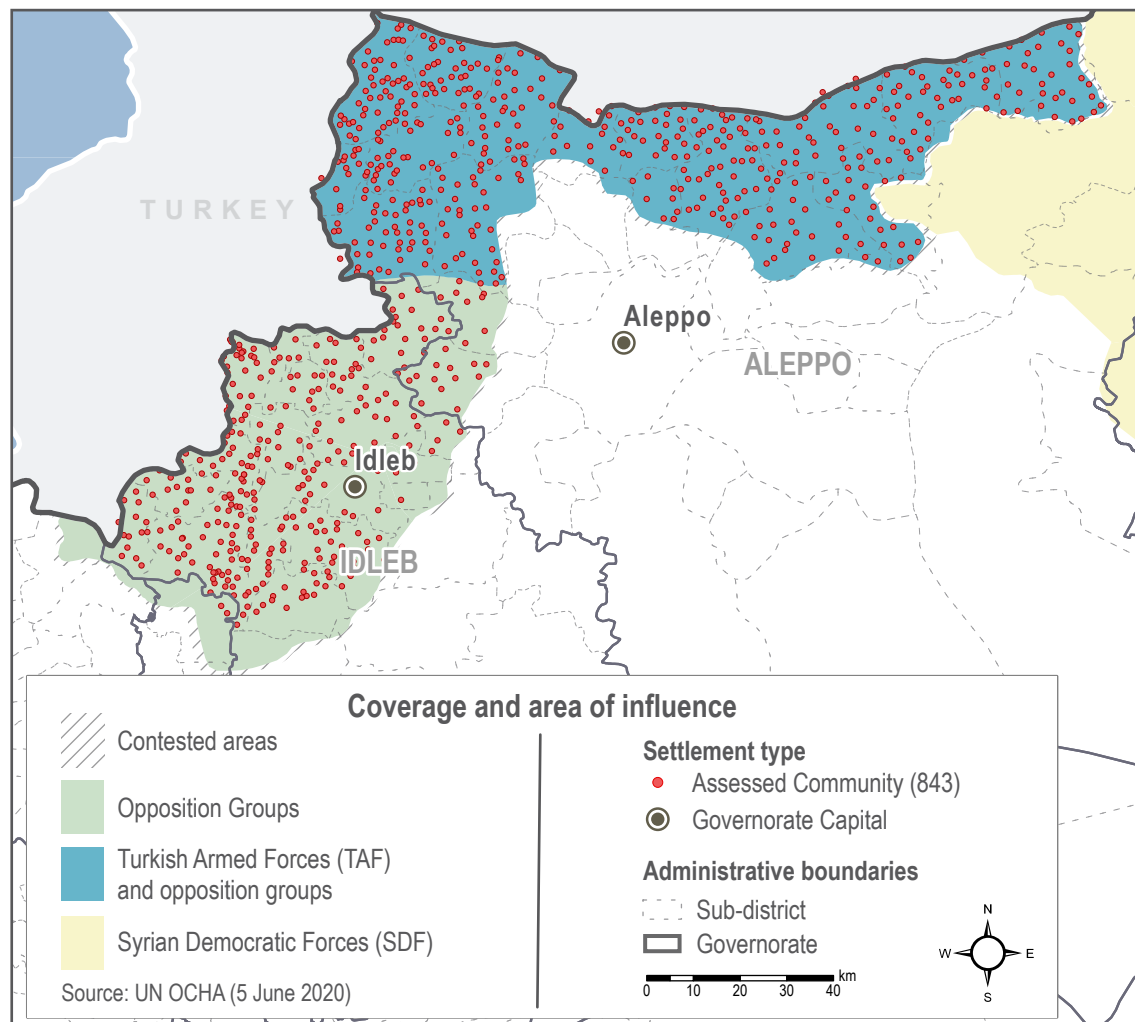 TURKEY
Aleppo
ALEPPO
Idleb
IDLEB
Coverage and area of influence
Contested areas
Opposition Groups
Turkish Armed Forces (TAF)
and opposition groups
Syrian Democratic Forces (SDF)
Source: UN OCHA (5 June 2020)
Settlement type
Assessed Community (843)
Governorate Capital
Administrative boundaries
Sub-district
Governorate
km
0 10 20 30 40
N
W E
S